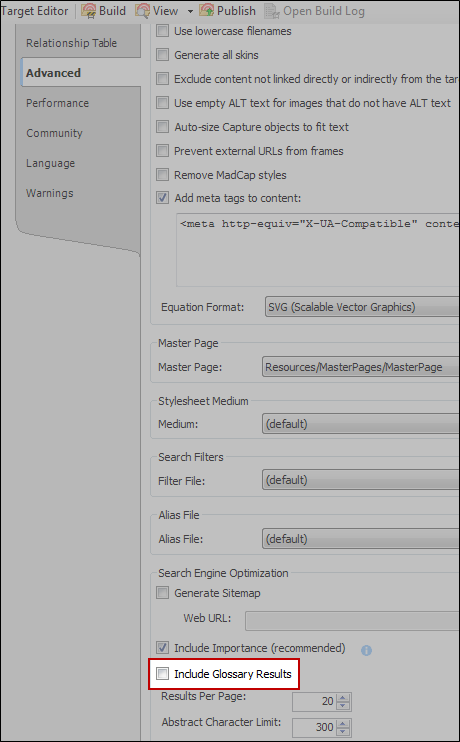 Target Editor Build View Publish Open Build Log
Relationship Table
Advanced
Performance
Community
Language
Warnings
Use lowercase filenames
Generate all skins
Exclude content not linked directly or indirectly from the tar
Use empty ALT text for images that do not have ALT text
Auto-size Capture objects to fit text
Prevent external URLs from frames
Remove MadCap styles
Add meta tags to content:
<meta http-equiv="X-UA-Compatible" conte
Equation Format: SVG (Scalable Vector Graphics)
Master Page
Master Page: Resources/MasterPages/MasterPage
Stylesheet Medium
Medium: (default)
Search Filters
Filter File: (default)
Alias File
Alias File: (default)
Search Engine Optimization
Generate Sitemap
Web URL:
Include Importance (recommended)
Include Glossary Results
Results Per Page: 20
Abstract Character Limit: 300